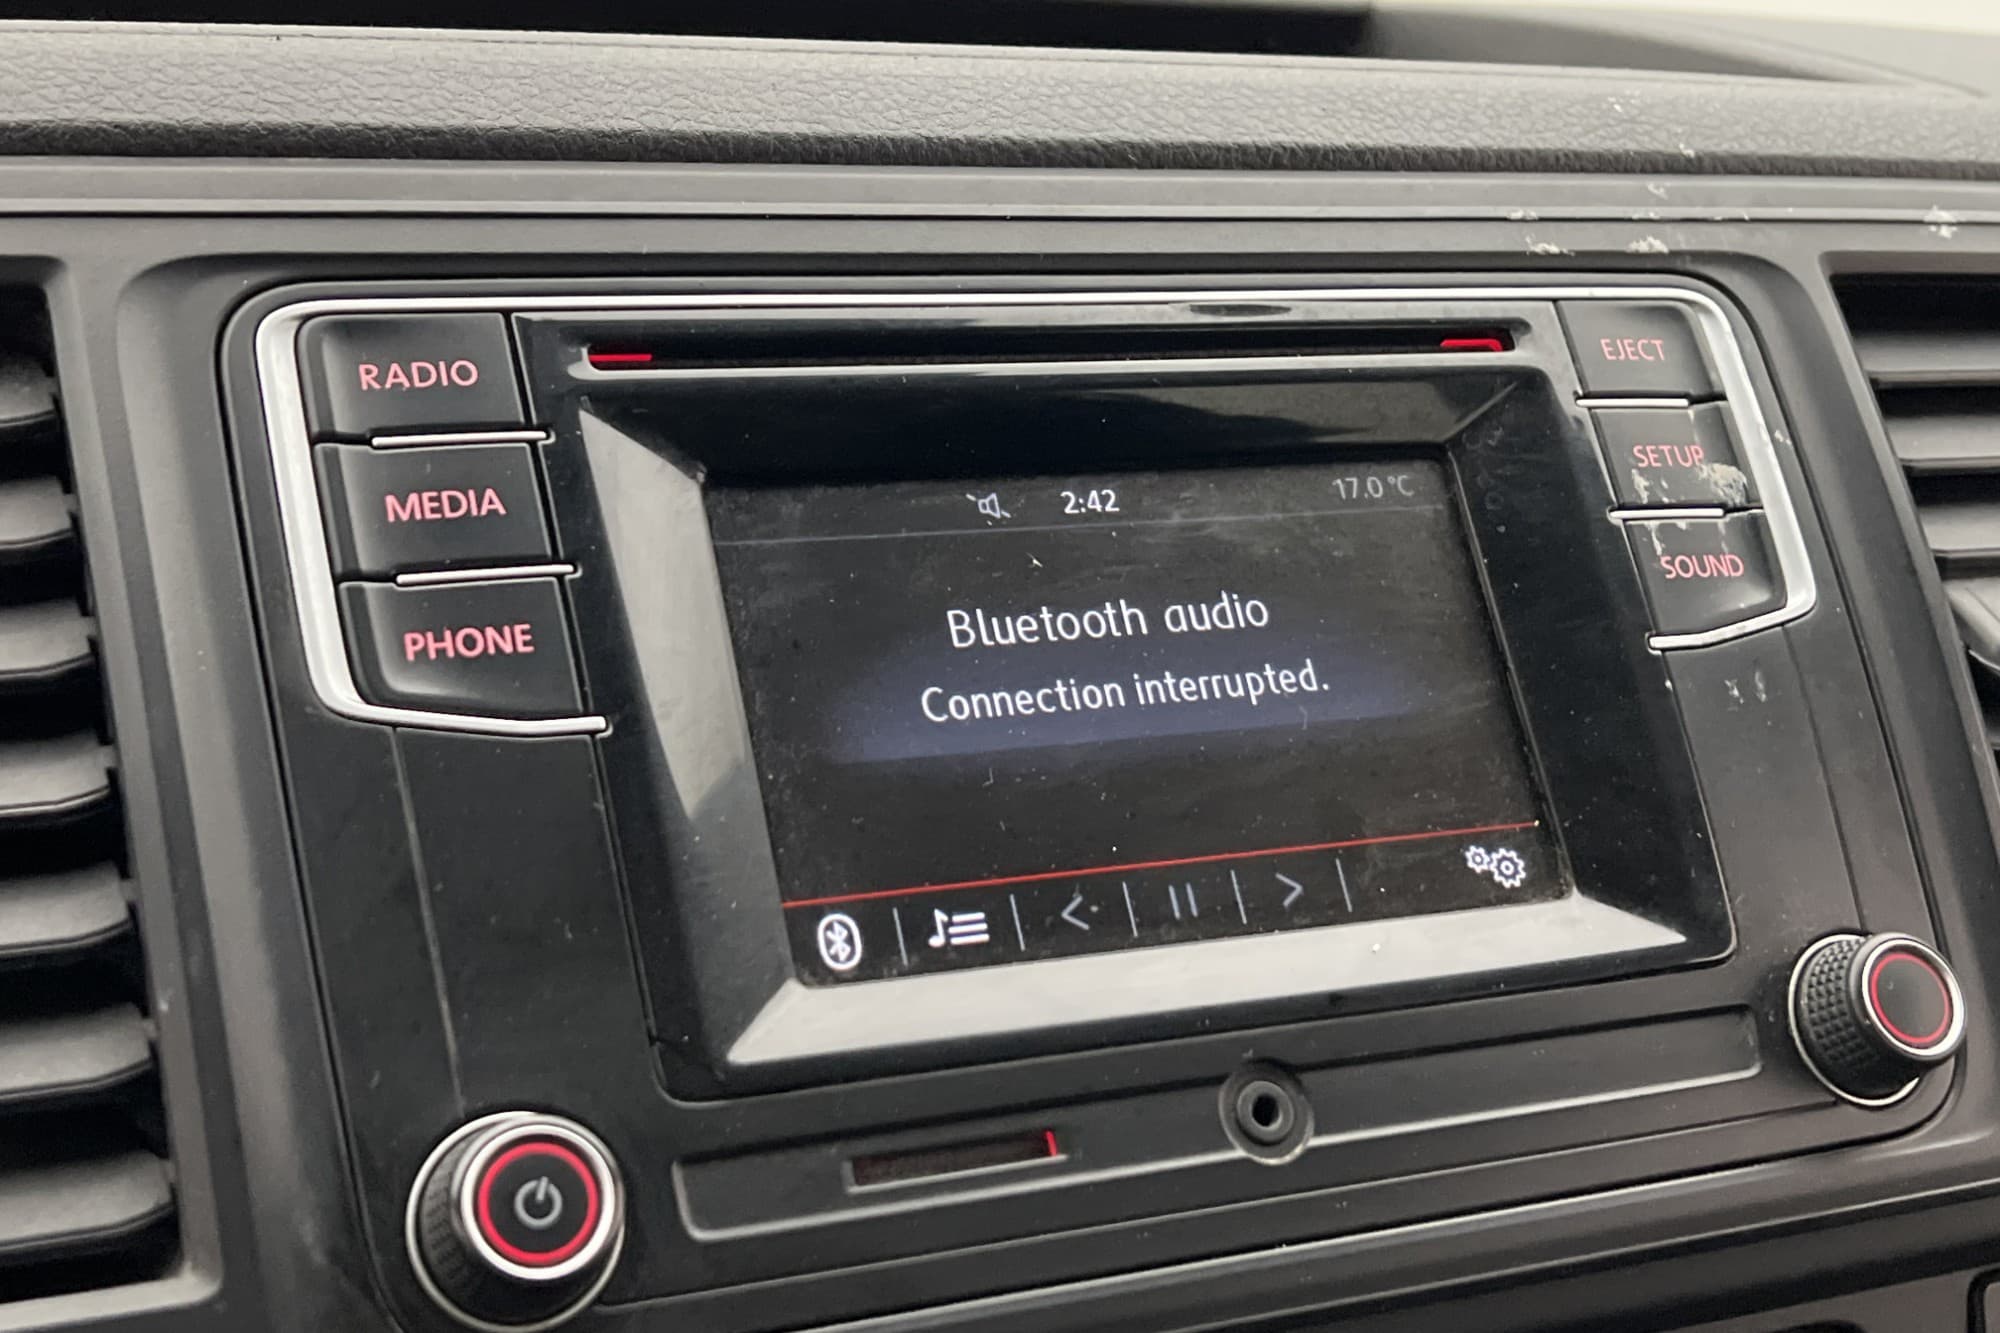 RADIO
MEDIA
PHONE
EJECT
SETUP
SOUND
2:42
17.0 °C
Bluetooth audio
Connection interrupted.